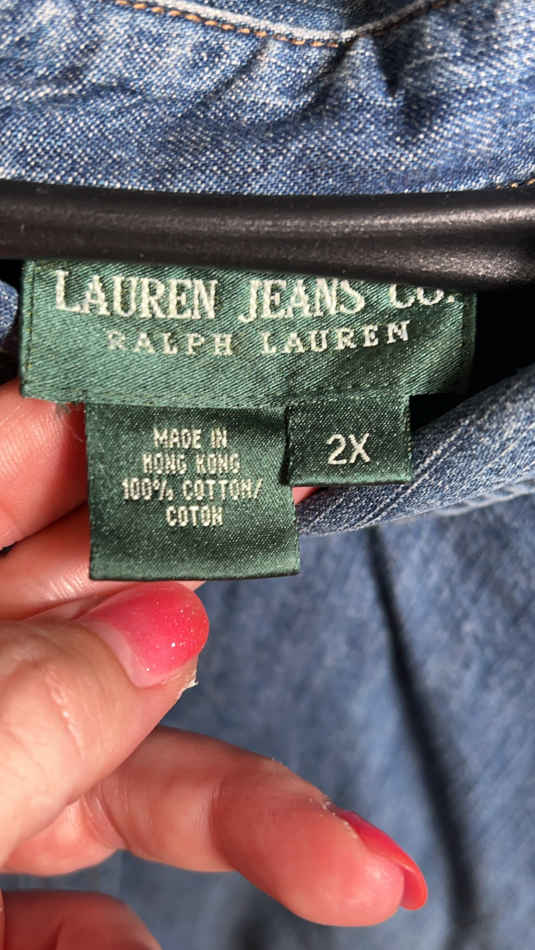 LAUREN JEANS CO.
RALPH LAUREN
MADE IN
HONG KONG
100% COTTON/
COTON
2X